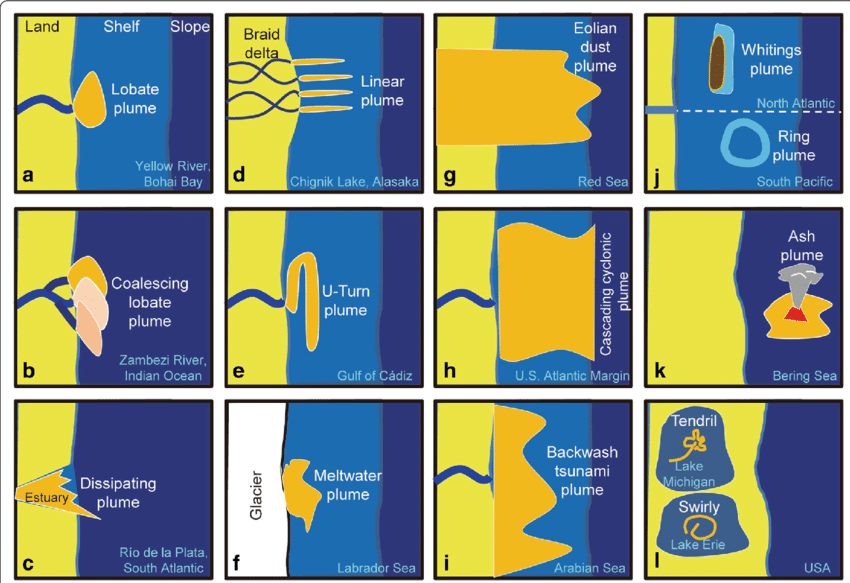 Land
Shelf
Slope
Lobate
plume
Yellow River,
Bohai Bay
a
Braid
delta
Linear
plume
Chignik Lake, Alasaka
d
Eolian
dust
plume
Red Sea
g
Whitings
plume
North Atlantic
Ring
plume
South Pacific
j
Coalescing
lobate
plume
Zambezi River,
Indian Ocean
b
U-Turn
plume
Gulf of Cádiz
e
Cascading cyclonic
plume
U.S. Atlantic Margin
h
Ash
plume
Bering Sea
k
Estuary
Dissipating
plume
Río de la Plata,
South Atlantic
c
Glacier
Meltwater
plume
Labrador Sea
f
Backwash
tsunami
plume
Arabian Sea
i
Tendril
Lake
Michigan
Swirly
Lake Erie
USA
l